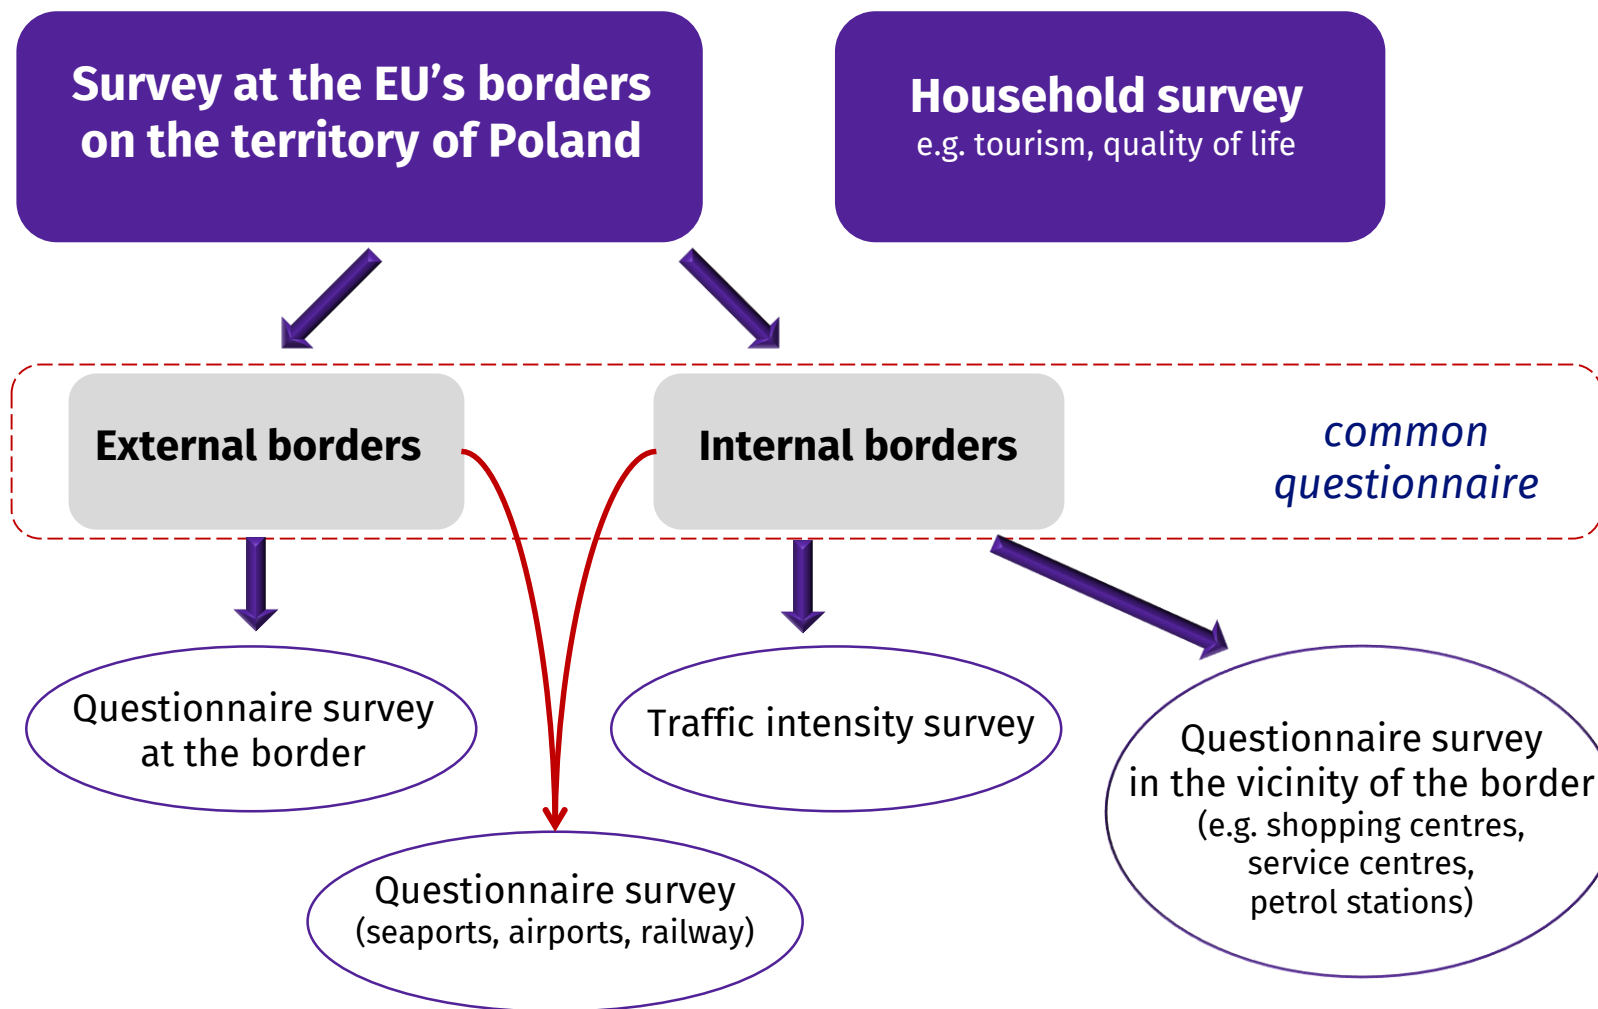 Survey at the EU’s borders
on the territory of Poland
Household survey
e.g. tourism, quality of life
External borders
Internal borders
common
questionnaire
Questionnaire survey
at the border
Traffic intensity survey
Questionnaire survey
in the vicinity of the border
(e.g. shopping centres,
service centres,
petrol stations)
Questionnaire survey
(seaports, airports, railway)